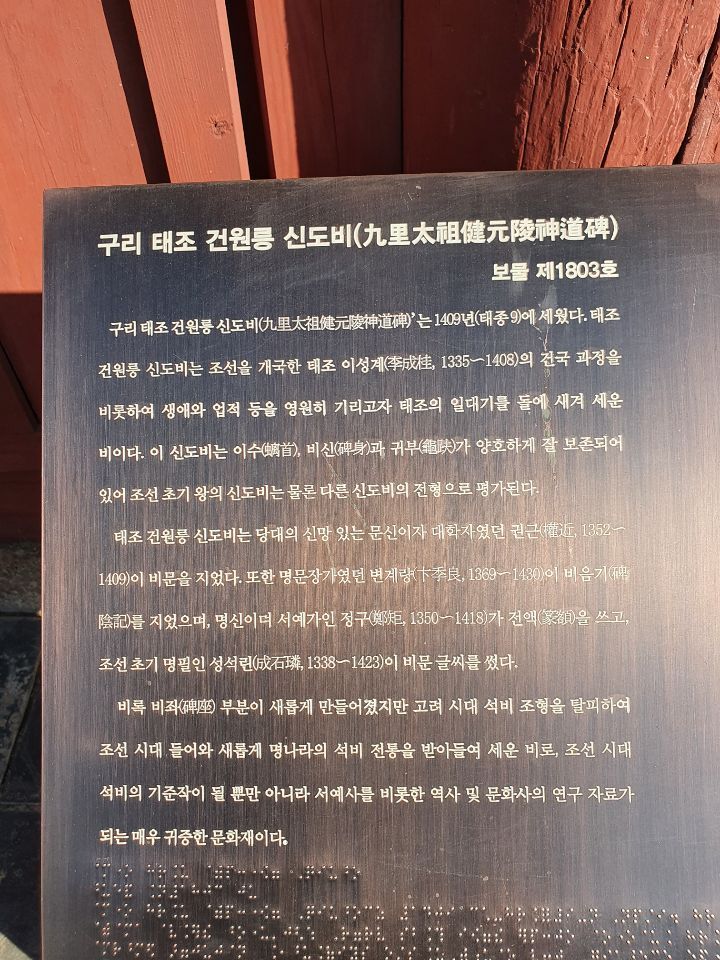 구리 태조 건원릉 신도비(九里太祖健元陵神道碑)
보물 제1803호
구리 태조 건원릉 신도비(九里太祖健元陵神道碑)'는 1409년(태종 9)에 세웠다. 태조
건원릉 신도비는 조선을 개국한 태조 이성계(李成桂, 1335~1408)의 건국 과정을
비롯하여 생애와 업적 등을 영원히 기리고자 태조의 일대기를 돌에 새겨 세운
비이다. 이 신도비는 이수(螭首), 비신(碑身)과 귀부(龜趺)가 양호하게 잘 보존되어
있어 조선 초기 왕의 신도비는 물론 다른 신도비의 전형으로 평가된다.
태조 건원릉 신도비는 당대의 신망 있는 문신이자 대학자였던 권근(權近, 1352~
1409)이 비문을 지었다. 또한 명문장가였던 변계량(卞季良, 1369~1430)이 비음기(碑
陰記)를 지었으며, 명신이며 서예가인 정구(鄭矩, 1350~1418)가 전액(篆額)을 쓰고,
조선 초기 명필인 성석린(成石璘, 1338~1423)이 비문 글씨를 썼다.
비록 비좌(碑座) 부분이 새롭게 만들어졌지만 고려 시대 석비 조형을 탈피하여
조선 시대 들어와 새롭게 명나라의 석비 전통을 받아들여 세운 비로, 조선 시대
석비의 기준작이 될 뿐만 아니라 서예사를 비롯한 역사 및 문화사의 연구 자료가
되는 매우 귀중한 문화재이다.